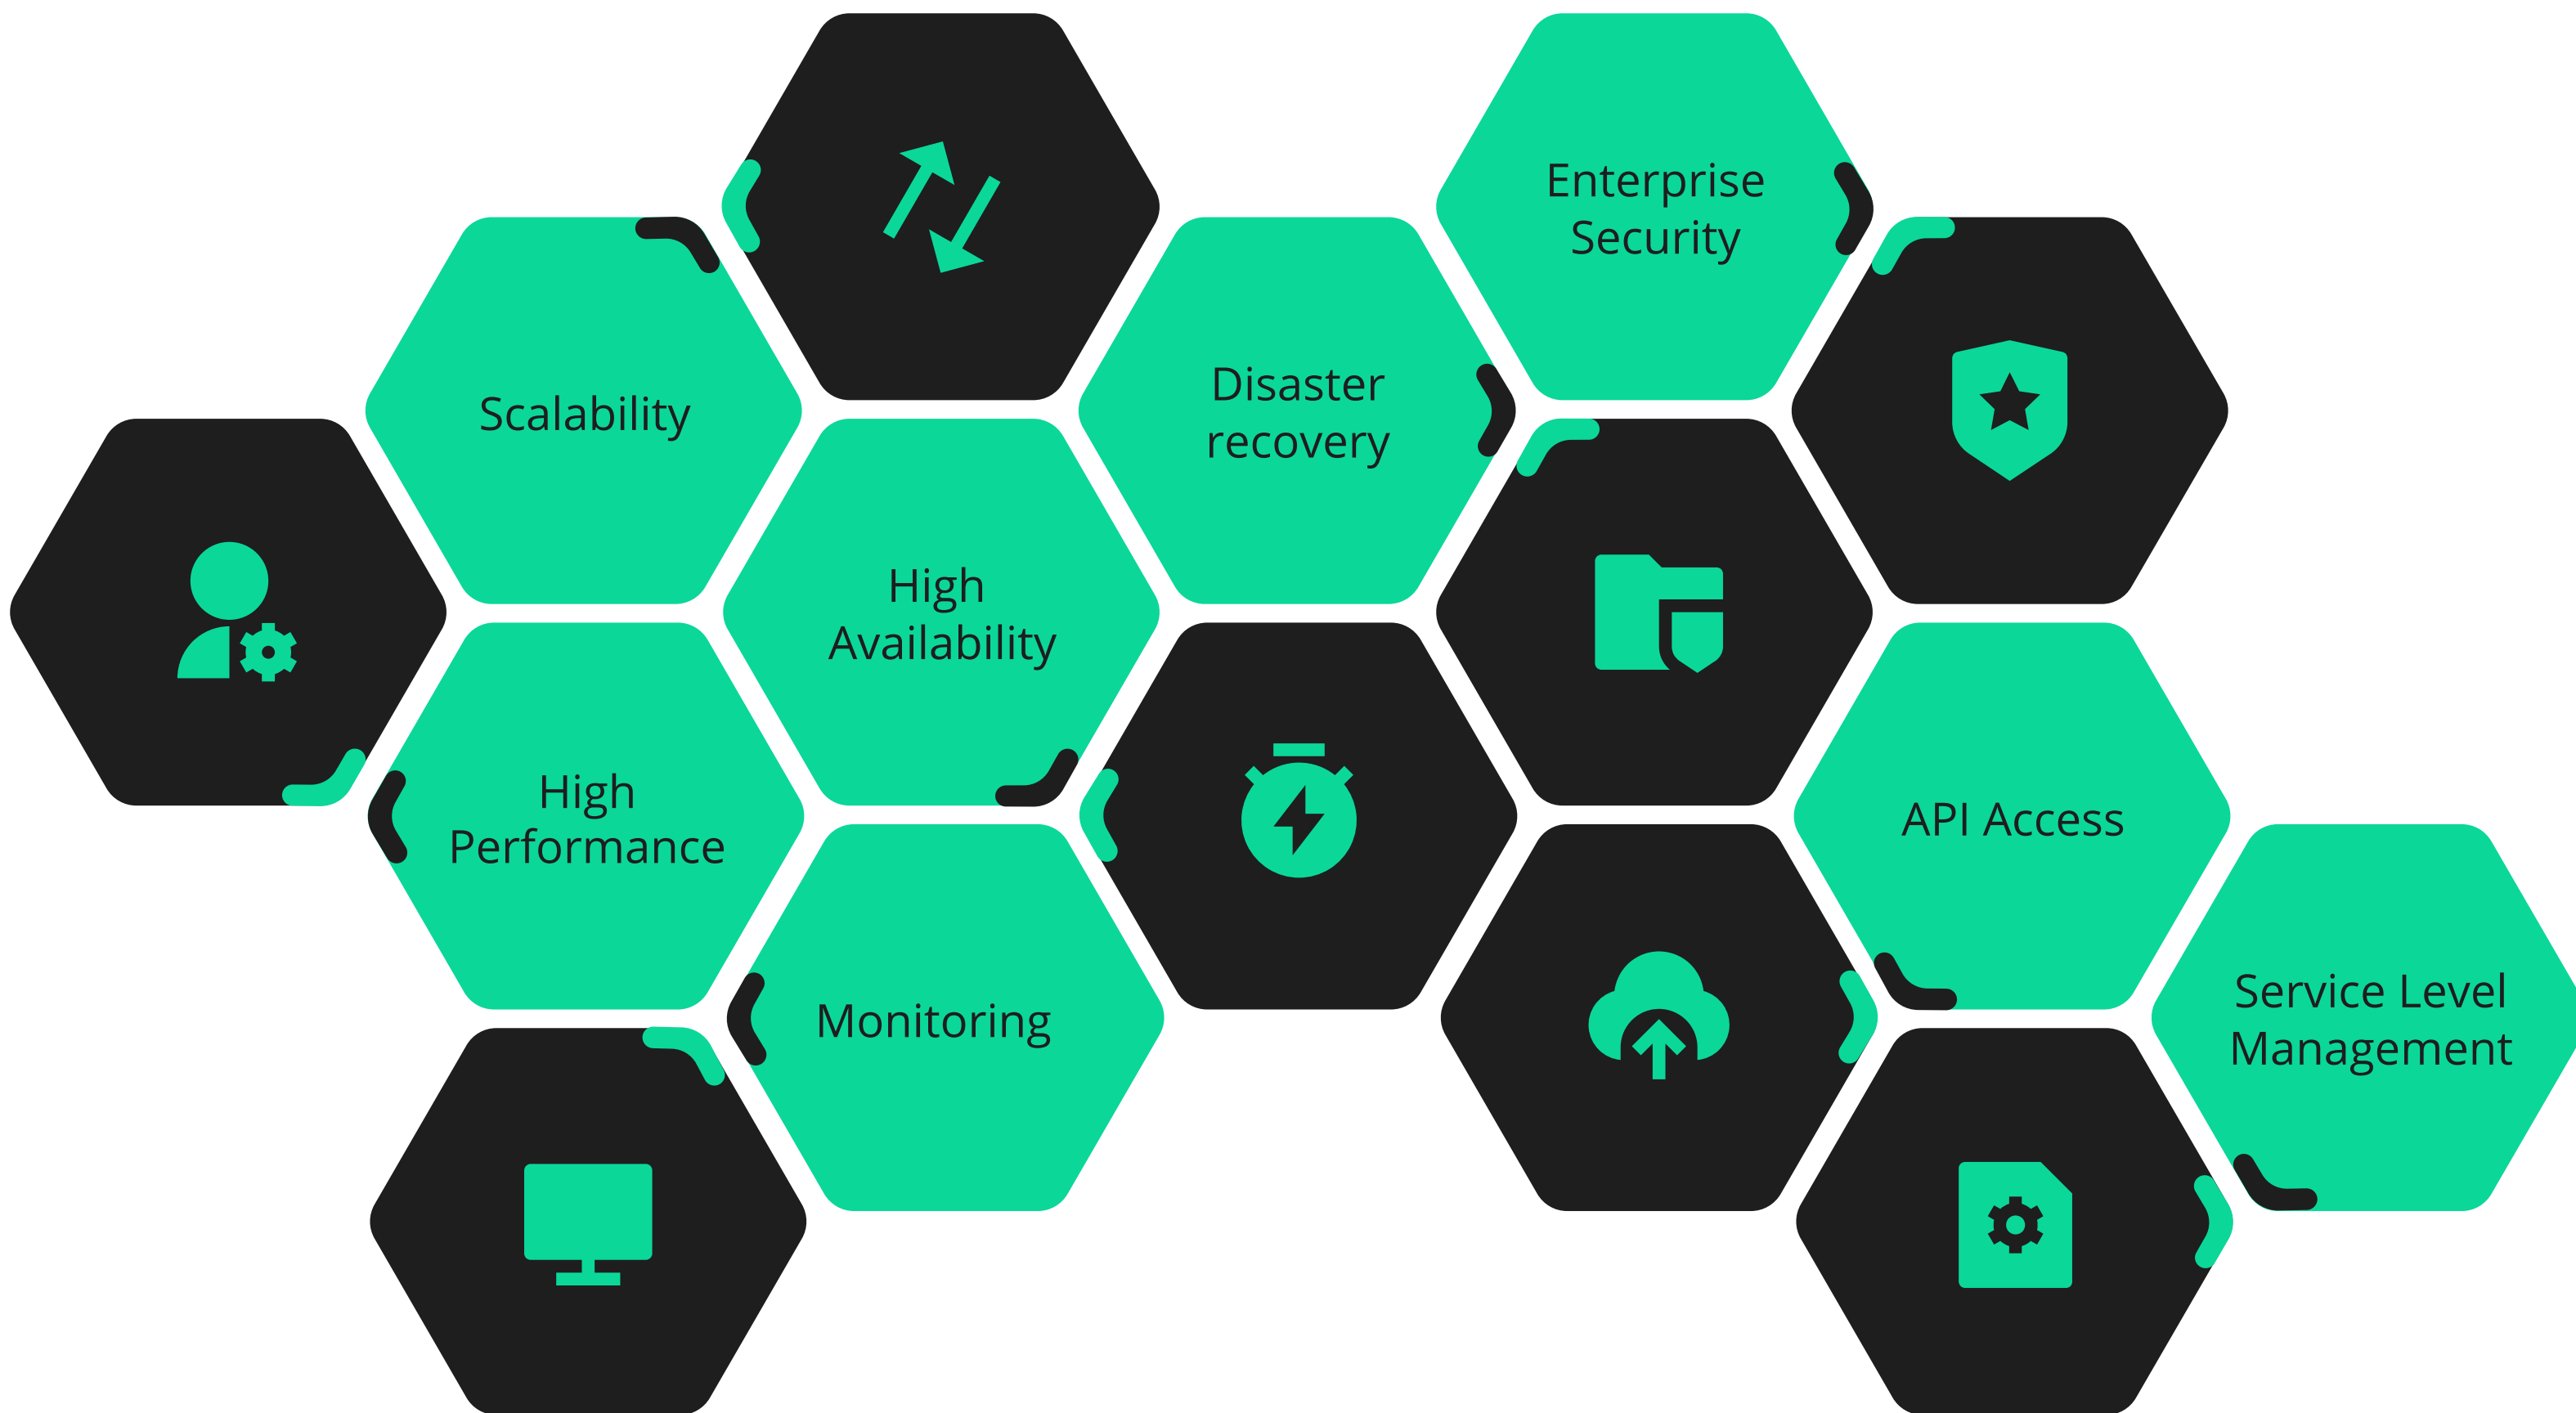 Enterprise
Security
Scalability
Disaster
recovery
High
Availability
High
Performance
API Access
Monitoring
Service Level
Management